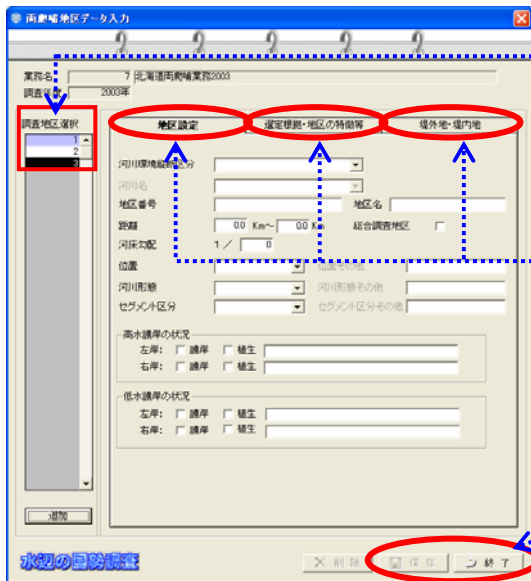 両爬哺地区データ入力
業務名 7 北海道両爬哺業務2003
調査年度 2003年
調査地区選択
1
2
3
地区設定 選定根拠・地区の特徴等 堤外地・堤内地
河川環境縦断区分
河川名
地区番号 地区名
距離 0.0 Km～ 0.0 Km 総合調査地区
河床勾配 1／ 0
位置 位置その他
河川形態 河川形態その他
セグメント区分 セグメント区分その他
高水護岸の状況
左岸: 護岸 植生
右岸: 護岸 植生
低水護岸の状況
左岸: 護岸 植生
右岸: 護岸 植生
追加
水辺の国勢調査
削除 保存 終了